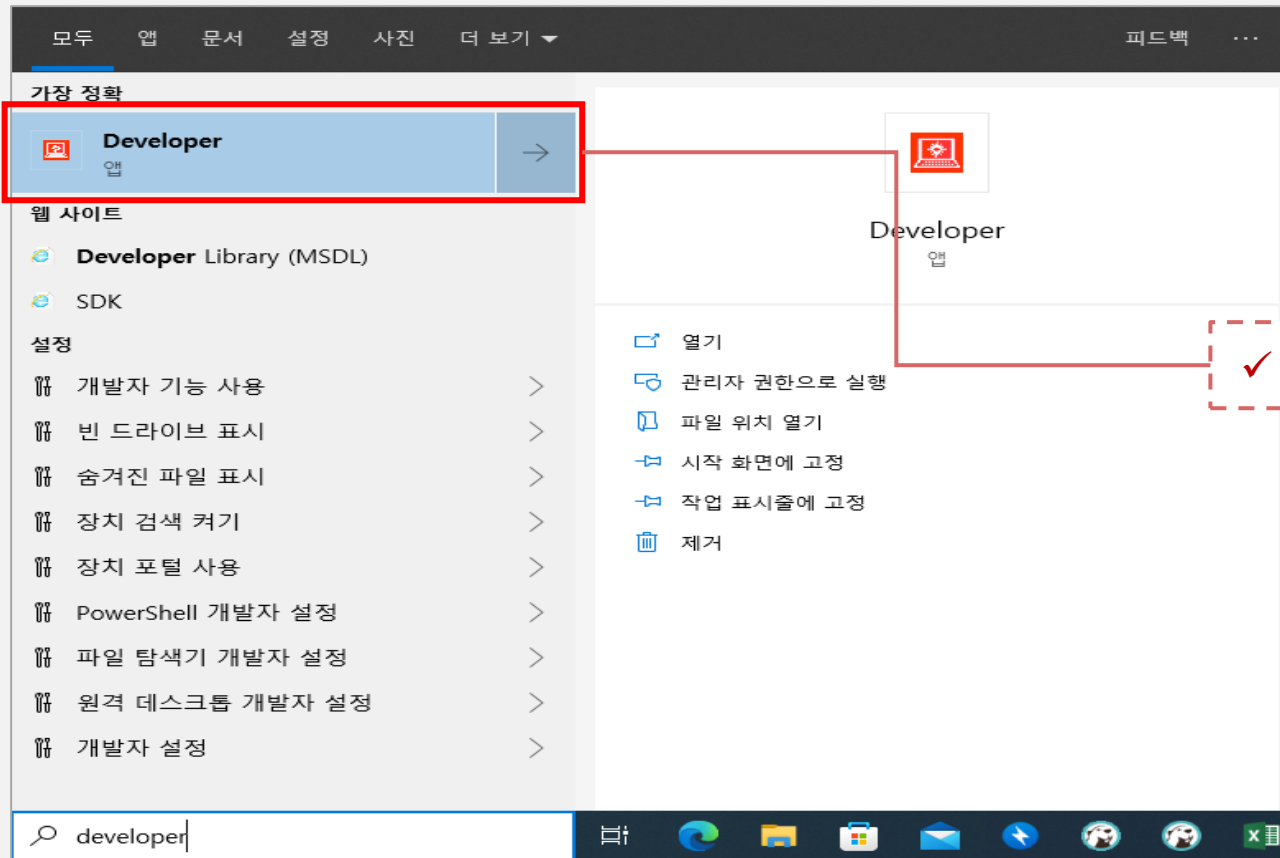 모두 앱 문서 설정 사진 더 보기 피드백 ...
가장 정확
Developer
앱
웹 사이트
Developer Library (MSDL)
SDK
설정
개발자 기능 사용
빈 드라이브 표시
숨겨진 파일 표시
장치 검색 켜기
장치 포털 사용
PowerShell 개발자 설정
파일 탐색기 개발자 설정
원격 데스크톱 개발자 설정
개발자 설정
developer
Developer
앱
열기
관리자 권한으로 실행
파일 위치 열기
시작 화면에 고정
작업 표시줄에 고정
제거